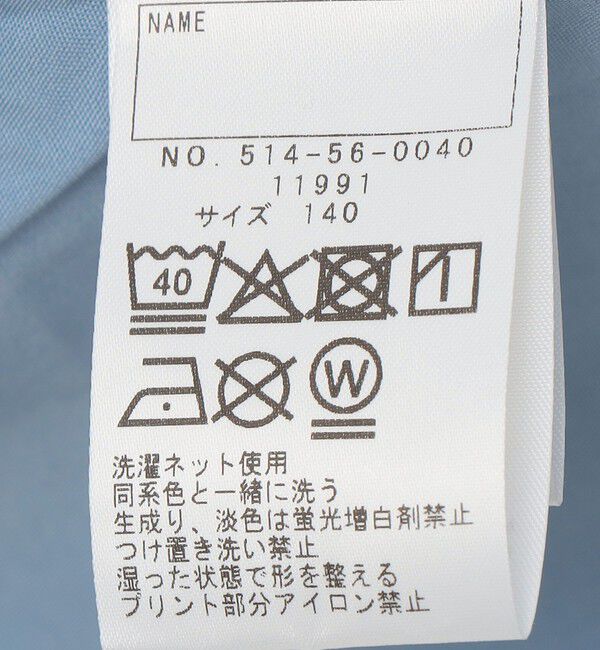 NAME
NO. 514-56-0040
11991
サイズ 140
40
W
洗濯ネット使用
同系色と一緒に洗う
生成り、淡色は蛍光増白剤禁止
つけ置き洗い禁止
湿った状態で形を整える
プリント部分アイロン禁止